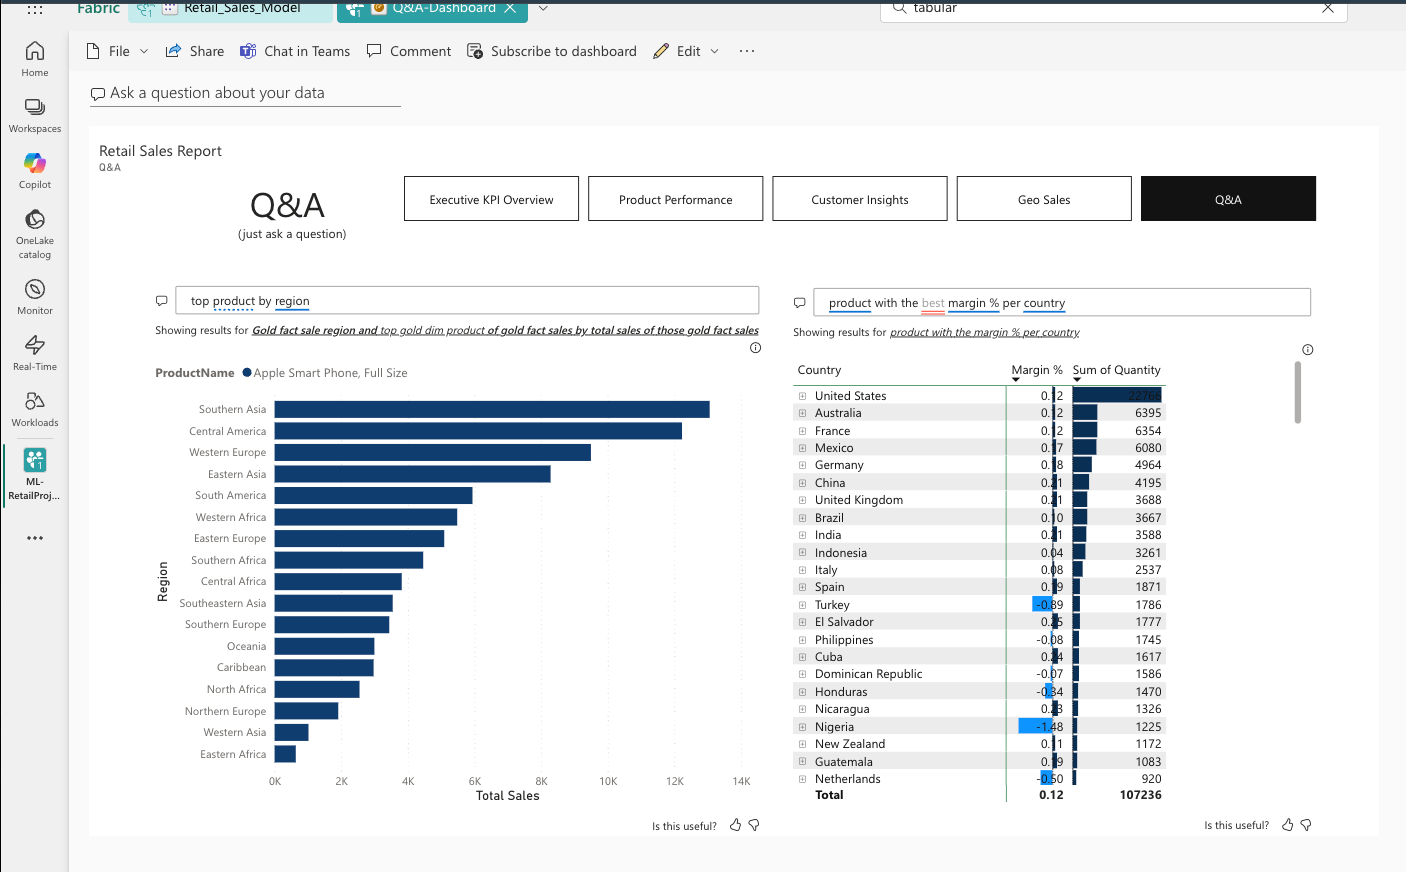 Fabric Retail_Sales_Model Q&A-Dashboard tabular
File Share Chat in Teams Comment Subscribe to dashboard Edit
Home
Workspaces
Copilot
OneLake
catalog
Monitor
Real-Time
Workloads
ML-
RetailProj...
Ask a question about your data
Retail Sales Report
Q&A
Q&A
(just ask a question)
Executive KPI Overview
Product Performance
Customer Insights
Geo Sales
Q&A
top product by region
Showing results for Gold fact sale region and top gold dim product of gold fact sales by total sales of those gold fact sales
ProductName Apple Smart Phone, Full Size
Region
Southern Asia
Central America
Western Europe
Eastern Asia
South America
Western Africa
Eastern Europe
Southern Africa
Central Africa
Southeastern Asia
Southern Europe
Oceania
Caribbean
North Africa
Northern Europe
Western Asia
Eastern Africa
0K 2K 4K 6K 8K 10K 12K 14K
Total Sales
Is this useful?
product with the best margin % per country
Showing results for product with the margin % per country
Country Margin % Sum of Quantity
United States 0.12 22766
Australia 0.12 6395
France 0.12 6354
Mexico 0.17 6080
Germany 0.18 4964
China 0.21 4195
United Kingdom 0.21 3688
Brazil 0.10 3667
India 0.21 3588
Indonesia 0.04 3261
Italy 0.08 2537
Spain 0.19 1871
Turkey -0.89 1786
El Salvador 0.25 1777
Philippines -0.08 1745
Cuba 0.24 1617
Dominican Republic -0.07 1586
Honduras -0.34 1470
Nicaragua 0.23 1326
Nigeria -1.48 1225
New Zealand 0.11 1172
Guatemala 0.19 1083
Netherlands -0.50 920
Total 0.12 107236
Is this useful?